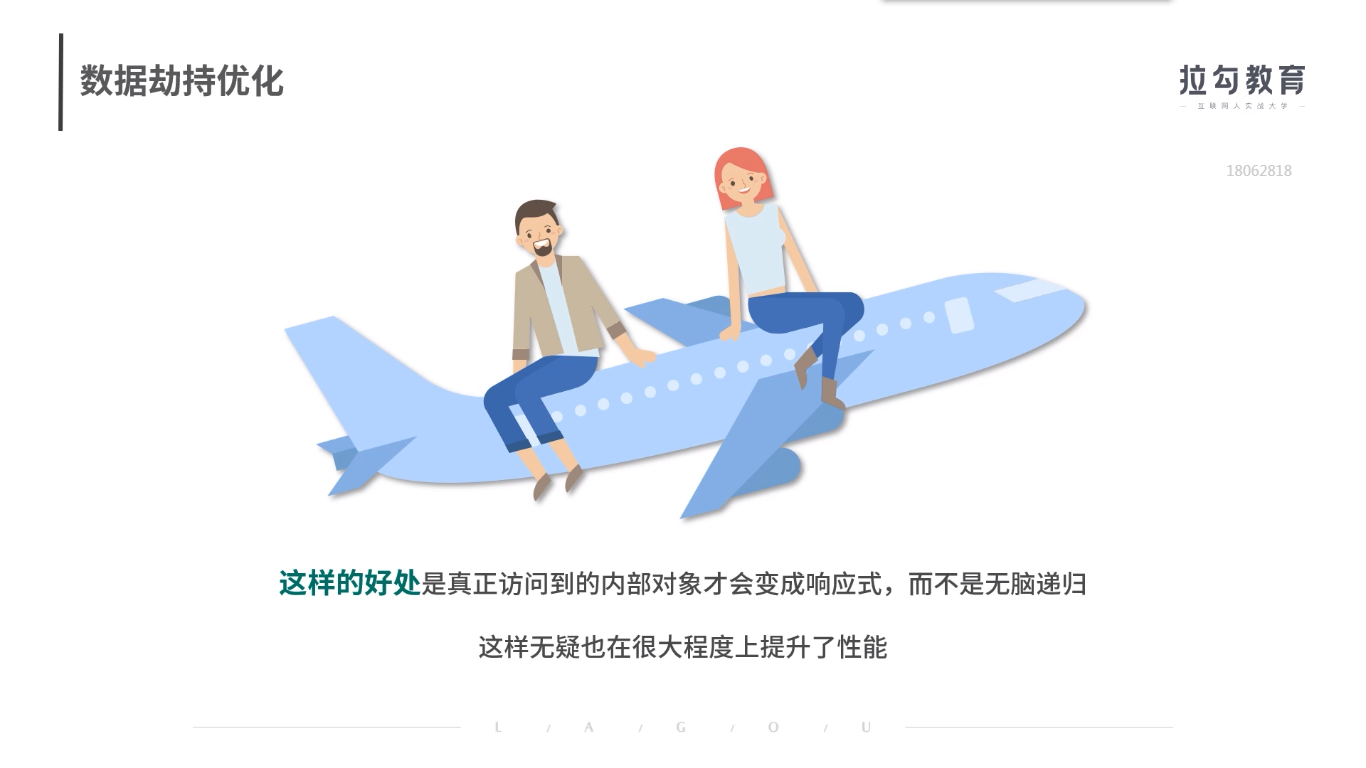 数据劫持优化
拉勾教育
— 互联网人实战大学 —
18062818
这样的好处是真正访问到的内部对象才会变成响应式，而不是无脑递归
这样无疑也在很大程度上提升了性能
L / A / G / O / U